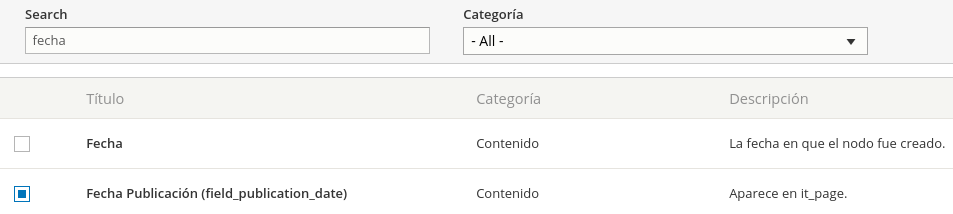 Search Categoría
fecha - All -
Título Categoría Descripción
Fecha Contenido La fecha en que el nodo fue creado.
Fecha Publicación (field_publication_date) Contenido Aparece en it_page.